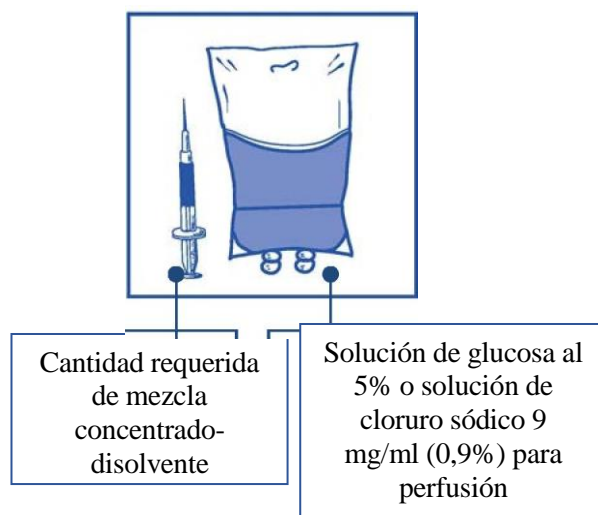 Cantidad requerida
de mezcla
concentrado-
disolvente
Solución de glucosa al
5% o solución de
cloruro sódico 9
mg/ml (0,9%) para
perfusión